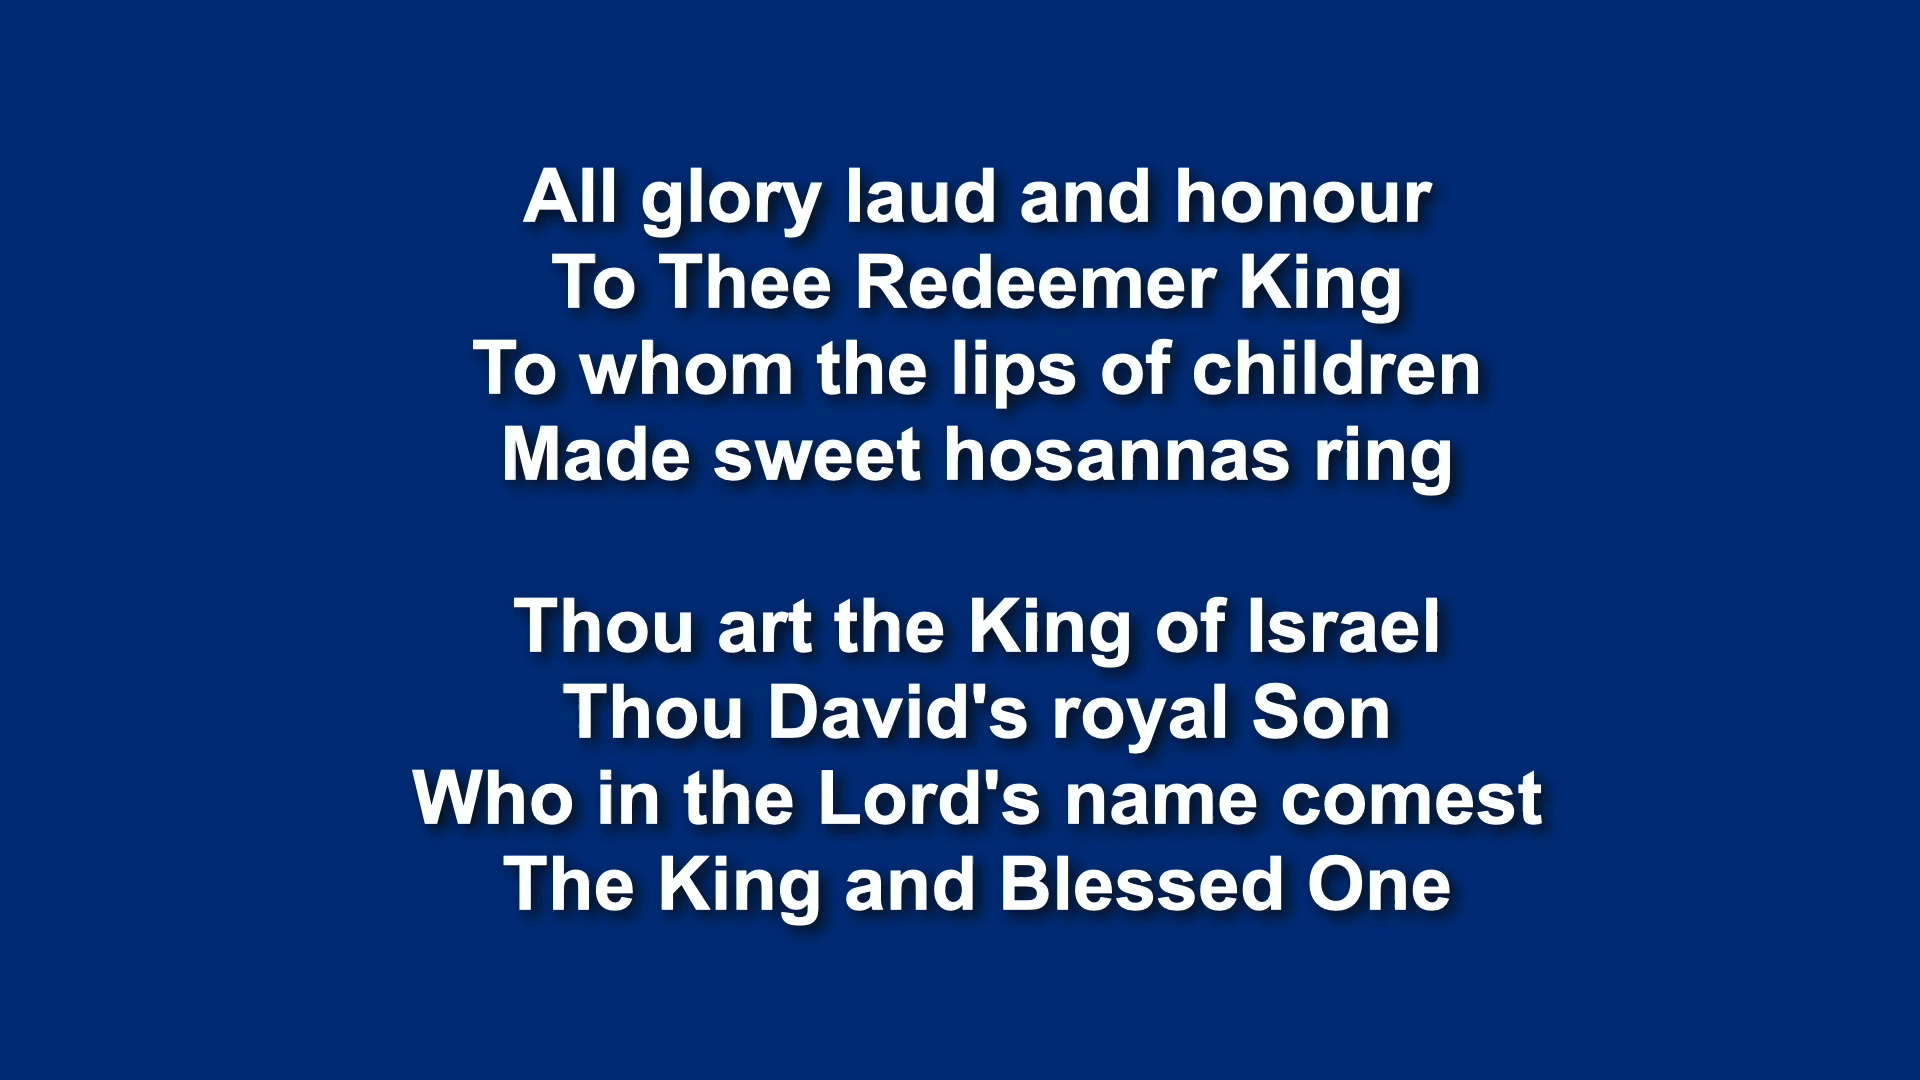 All glory laud and honour
To Thee Redeemer King
To whom the lips of children
Made sweet hosannas ring
Thou art the King of Israel
Thou David's royal Son
Who in the Lord's name comest
The King and Blessed One